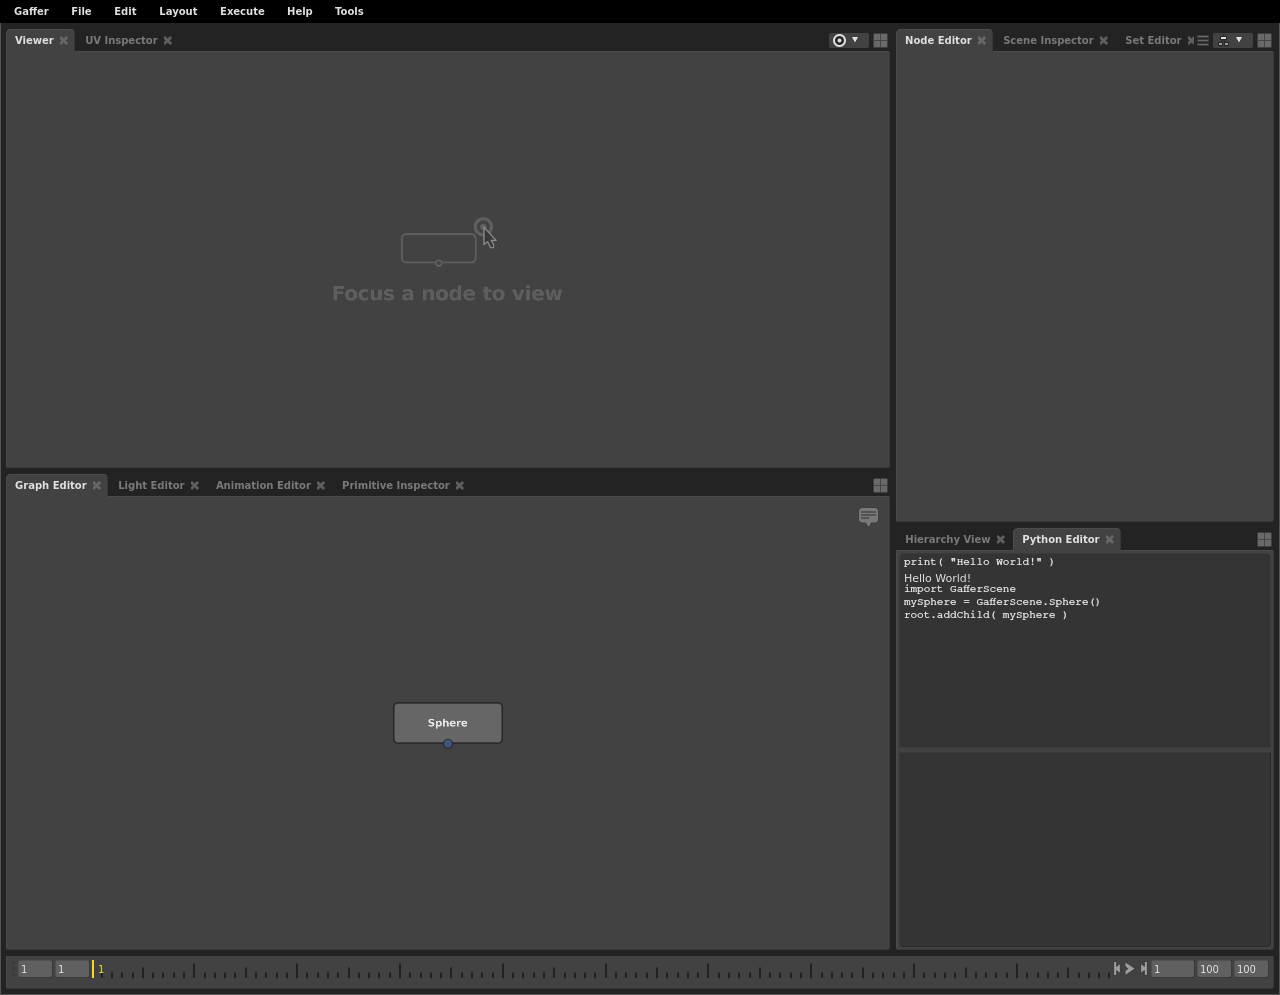 Gaffer File Edit Layout Execute Help Tools
Viewer UV Inspector
Node Editor Scene Inspector Set Editor
Focus a node to view
Graph Editor Light Editor Animation Editor Primitive Inspector
Sphere
Hierarchy View Python Editor
print( "Hello World!" )
Hello World!
import GafferScene
mySphere = GafferScene.Sphere()
root.addChild( mySphere )
1 1 1 1 100 100